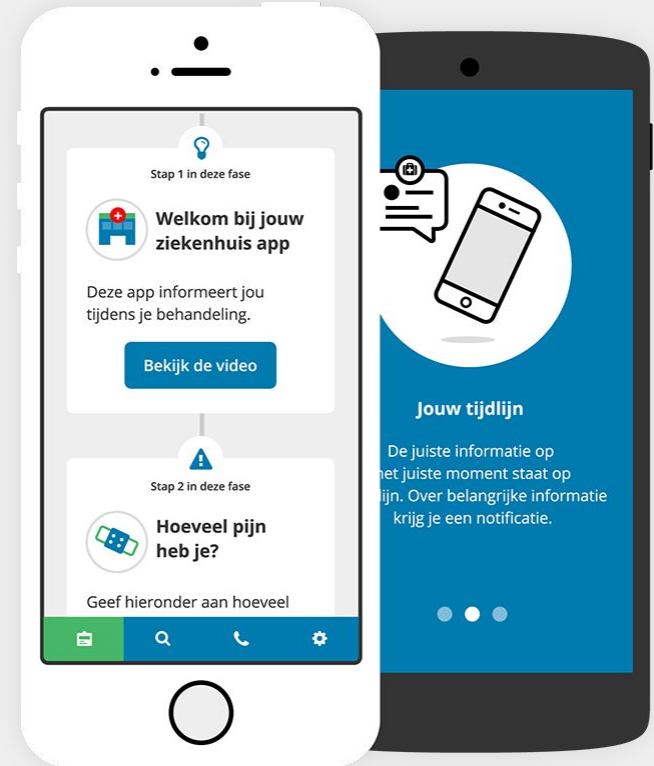 Stap 1 in deze fase
Welkom bij jouw
ziekenhuis app
Deze app informeert jou
tijdens je behandeling.
Bekijk de video
Stap 2 in deze fase
Hoeveel pijn
heb je?
Geef hieronder aan hoeveel
Jouw tijdlijn
De juiste informatie op
juiste moment staat op
Over belangrijke informatie
krijg je een notificatie.